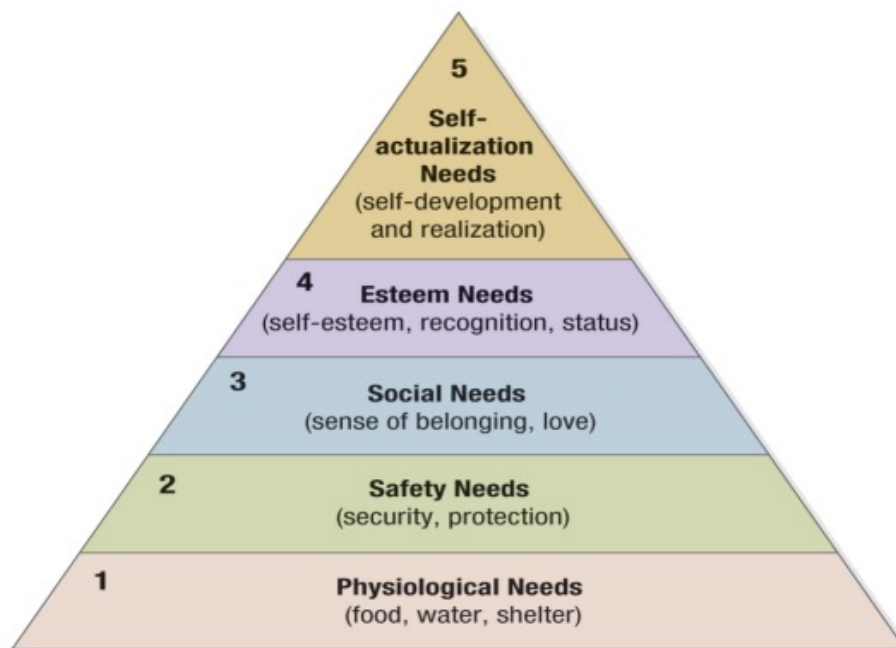 5
Self-
actualization
Needs
(self-development
and realization)
4
Esteem Needs
(self-esteem, recognition, status)
3
Social Needs
(sense of belonging, love)
2
Safety Needs
(security, protection)
1
Physiological Needs
(food, water, shelter)